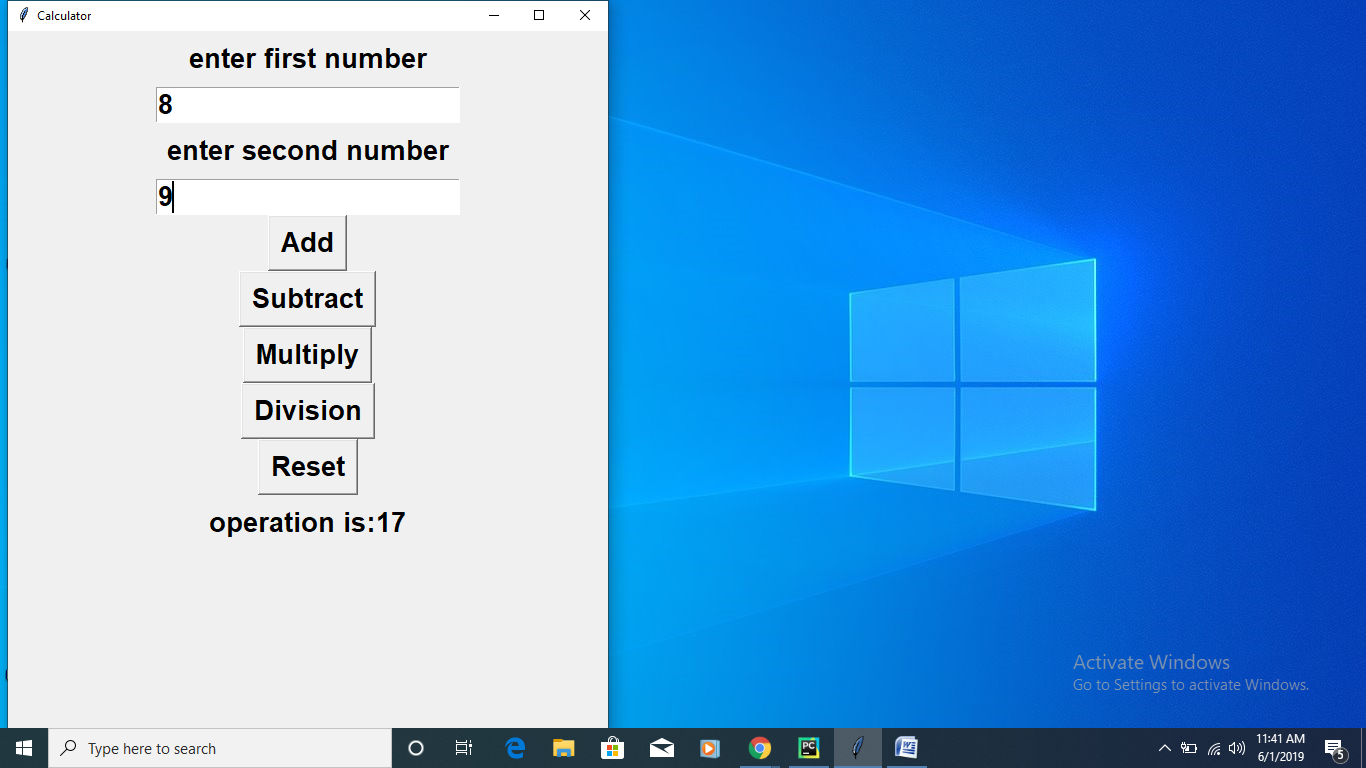 Calculator
enter first number
8
enter second number
9
Add
Subtract
Multiply
Division
Reset
operation is:17
Activate Windows
Go to Settings to activate Windows.
Type here to search
PC
W
11:41 AM
6/1/2019
5